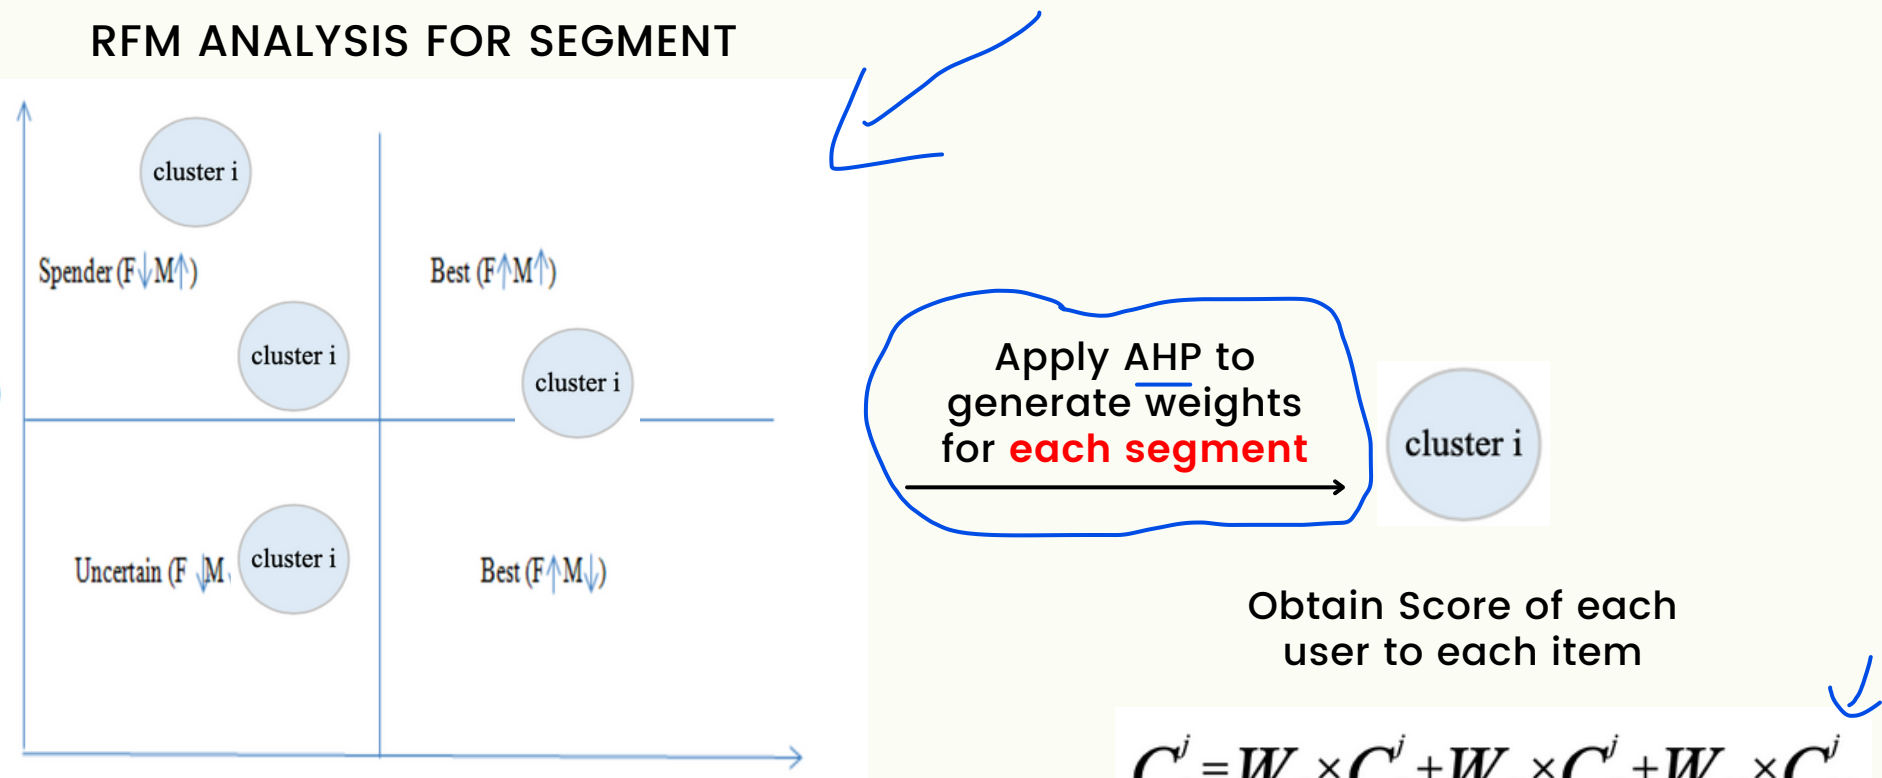 RFM ANALYSIS FOR SEGMENT
cluster i
Spender (F↓M↑)
Best (F↑M↑)
cluster i
cluster i
Uncertain (F ↓M
cluster i
Best (F↑M↓)
Apply AHP to
generate weights
for each segment
cluster i
Obtain Score of each
user to each item
C^j = W × C^j + W × C^j + W × C^j